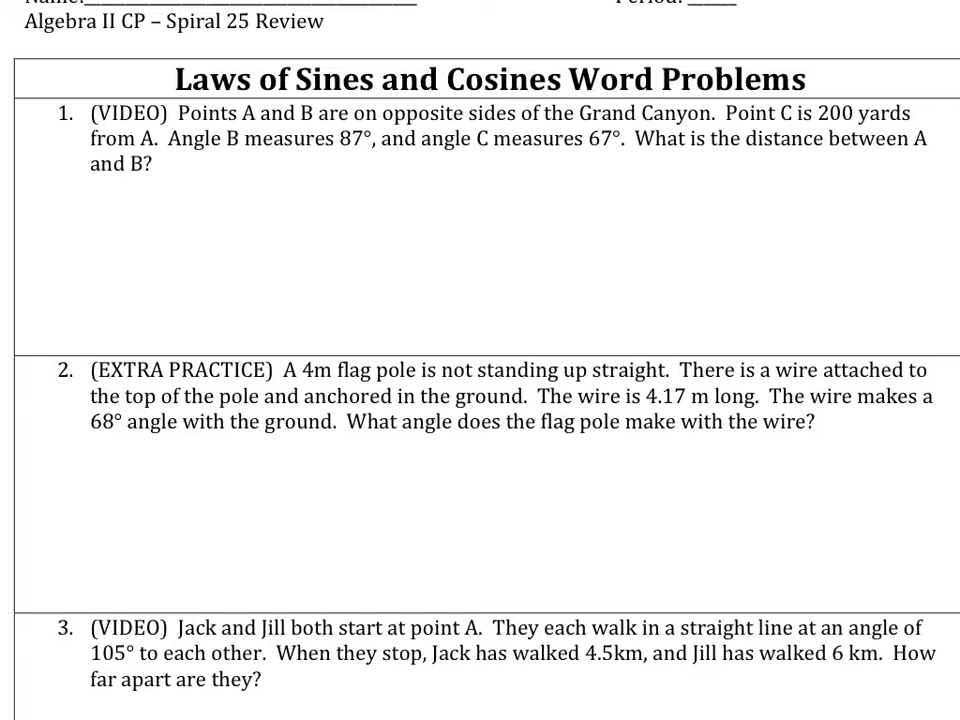 Algebra II CP – Spiral 25 Review
Laws of Sines and Cosines Word Problems
1. (VIDEO) Points A and B are on opposite sides of the Grand Canyon. Point C is 200 yards
from A. Angle B measures 87°, and angle C measures 67°. What is the distance between A
and B?
2. (EXTRA PRACTICE) A 4m flag pole is not standing up straight. There is a wire attached to
the top of the pole and anchored in the ground. The wire is 4.17 m long. The wire makes a
68° angle with the ground. What angle does the flag pole make with the wire?
3. (VIDEO) Jack and Jill both start at point A. They each walk in a straight line at an angle of
105° to each other. When they stop, Jack has walked 4.5km, and Jill has walked 6 km. How
far apart are they?